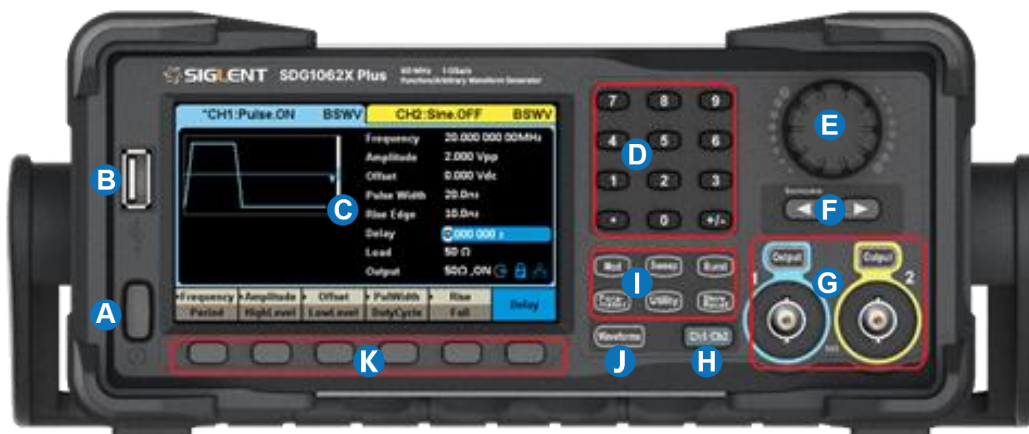 SIGLENT SDG1062X Plus 60 MHz 1 GSa/s
Function/Arbitrary Waveform Generator
*CH1:Pulse.ON BSWV CH2:Sine.OFF BSWV
Frequency 20.000 000 00MHz
Amplitude 2.000 Vpp
Offset 0.000 Vdc
Pulse Width 20.0ns
Rise Edge 10.0ns
Delay 0.000 000 s
Load 50 Ω
Output 50Ω ,ON
Frequency Amplitude Offset PulWidth Rise Delay
Period HighLevel LowLevel DutyCycle Fall
7 8 9
4 5 6
1 2 3
0 +/-
Mod Sweep Burst
Utility
Waveforms Ch1/Ch2
Output Output
1 2
A
B
C
D
E
F
G
H
I
J
K